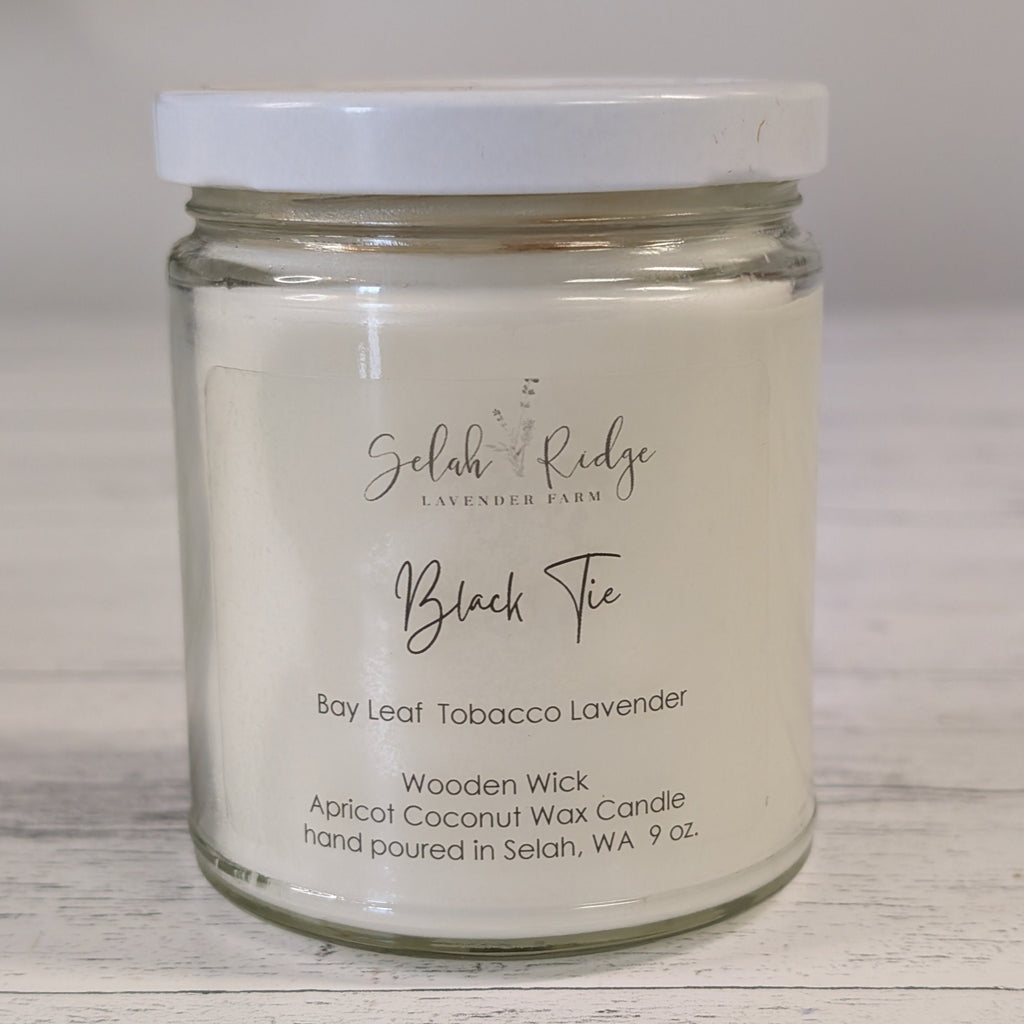 Selah Ridge
LAVENDER FARM
Black Tie
Bay Leaf Tobacco Lavender
Wooden Wick
Apricot Coconut Wax Candle
hand poured in Selah, WA 9 oz.